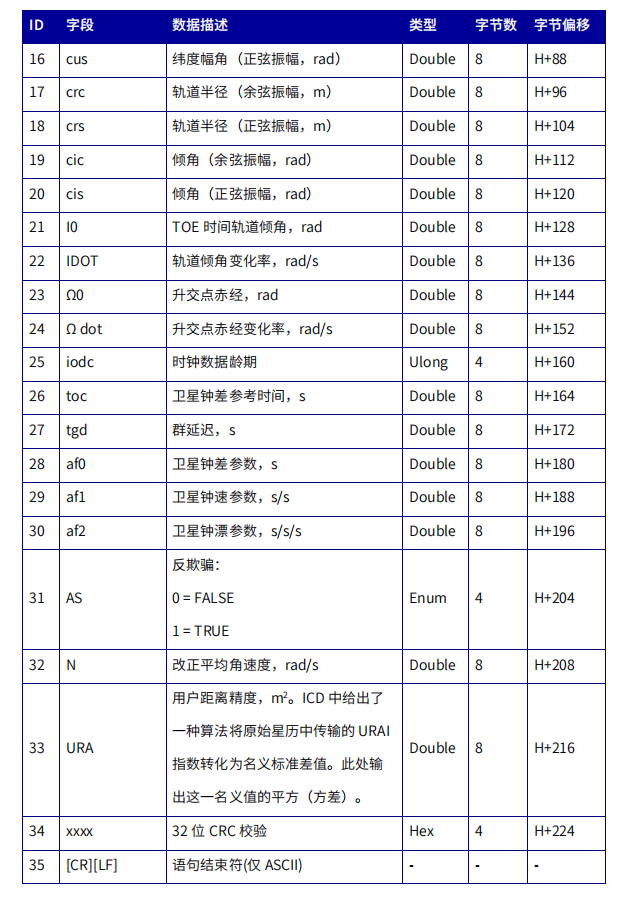 ID 字段 数据描述 类型 字节数 字节偏移
16 cus 纬度幅角（正弦振幅，rad） Double 8 H+88
17 crc 轨道半径（余弦振幅，m） Double 8 H+96
18 crs 轨道半径（正弦振幅，m） Double 8 H+104
19 cic 倾角（余弦振幅，rad） Double 8 H+112
20 cis 倾角（正弦振幅，rad） Double 8 H+120
21 I0 TOE 时间轨道倾角，rad Double 8 H+128
22 IDOT 轨道倾角变化率，rad/s Double 8 H+136
23 Ω0 升交点赤经，rad Double 8 H+144
24 Ω dot 升交点赤经变化率，rad/s Double 8 H+152
25 iodc 时钟数据龄期 Ulong 4 H+160
26 toc 卫星钟差参考时间，s Double 8 H+164
27 tgd 群延迟，s Double 8 H+172
28 af0 卫星钟差参数，s Double 8 H+180
29 af1 卫星钟速参数，s/s Double 8 H+188
30 af2 卫星钟漂参数，s/s/s Double 8 H+196
反欺骗：
31 AS 0 = FALSE Enum 4 H+204
1 = TRUE
32 N 改正平均角速度，rad/s Double 8 H+208
用户距离精度，m²。ICD 中给出了
一种算法将原始星历中传输的 URAI
33 URA 指数转化为名义标准差值。此处输 Double 8 H+216
出这一名义值的平方（方差）。
34 xxxx 32 位 CRC 校验 Hex 4 H+224
35 [CR][LF] 语句结束符(仅 ASCII) - - -